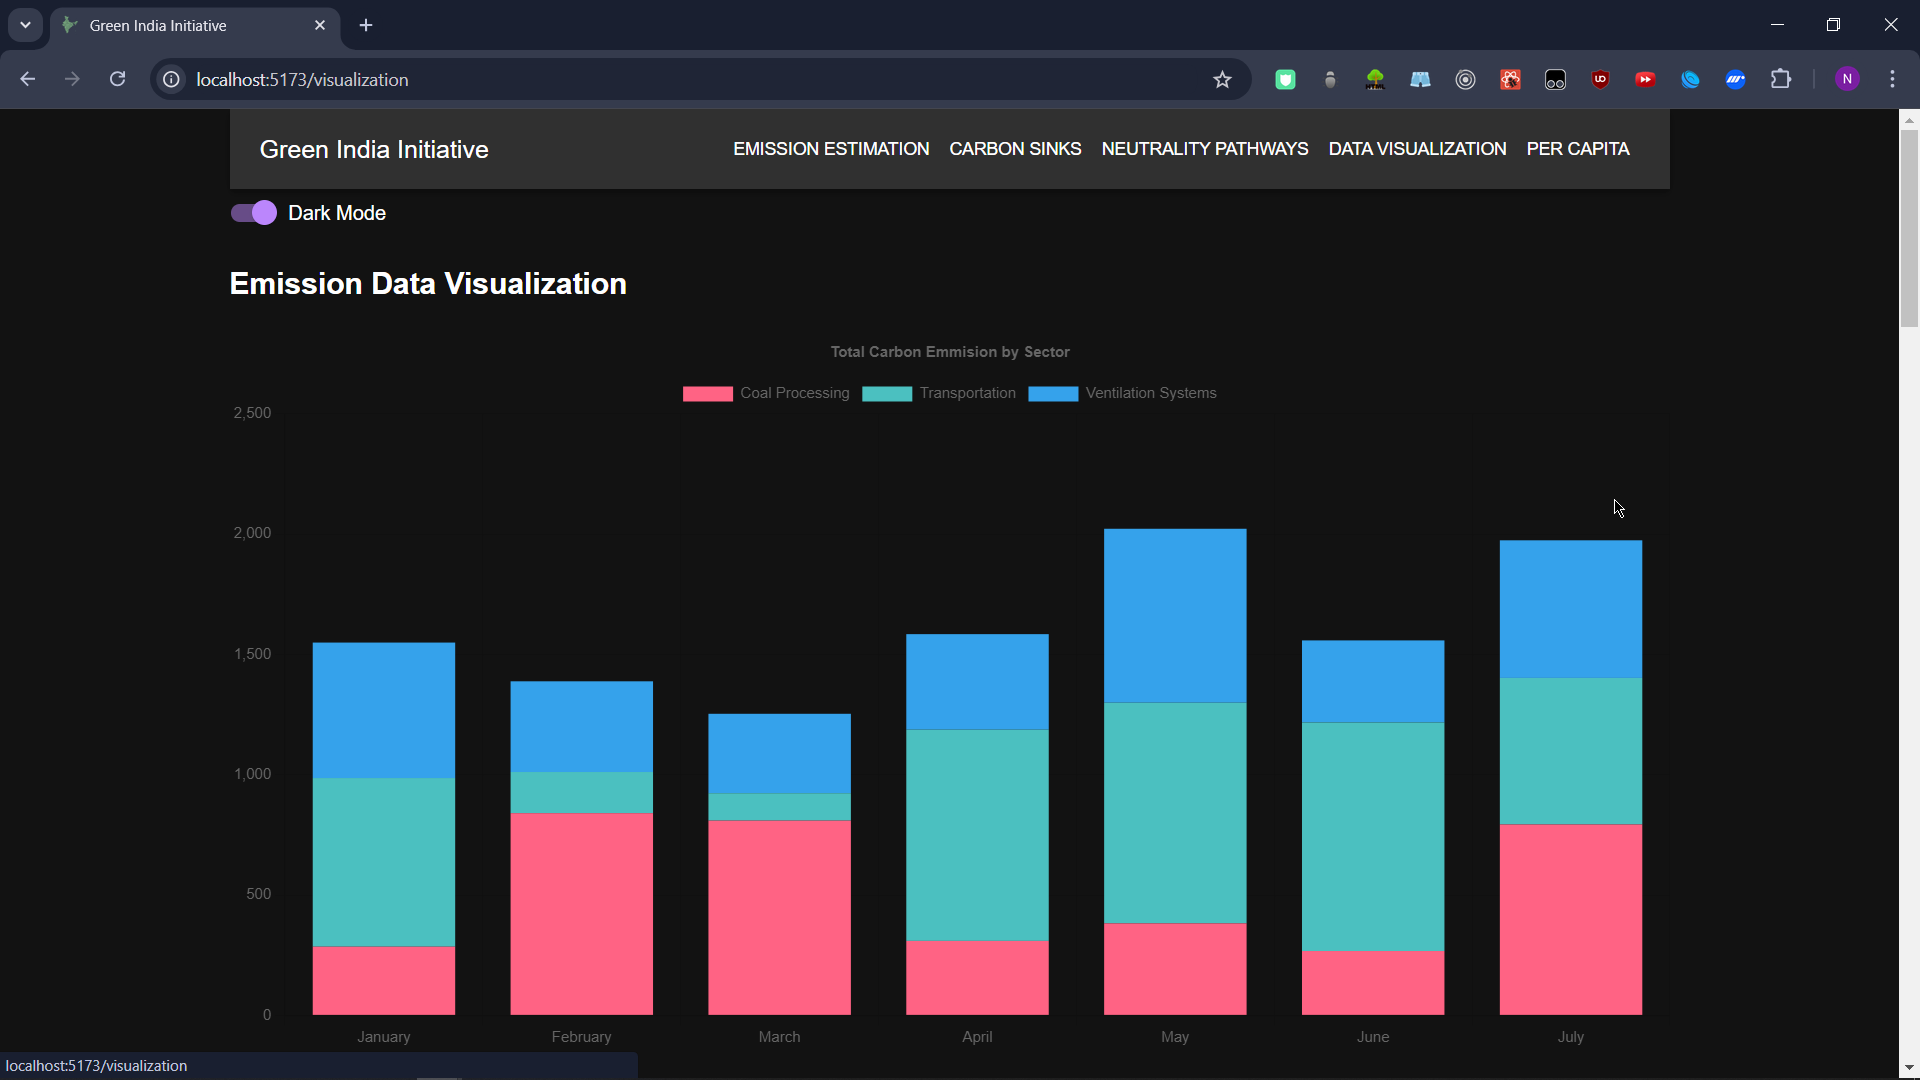 Green India Initiative
localhost:5173/visualization
N
Green India Initiative
EMISSION ESTIMATION CARBON SINKS NEUTRALITY PATHWAYS DATA VISUALIZATION PER CAPITA
Dark Mode
Emission Data Visualization
Total Carbon Emmision by Sector
Coal Processing Transportation Ventilation Systems
2,500
2,000
1,500
1,000
500
0
January February March April May June July
localhost:5173/visualization